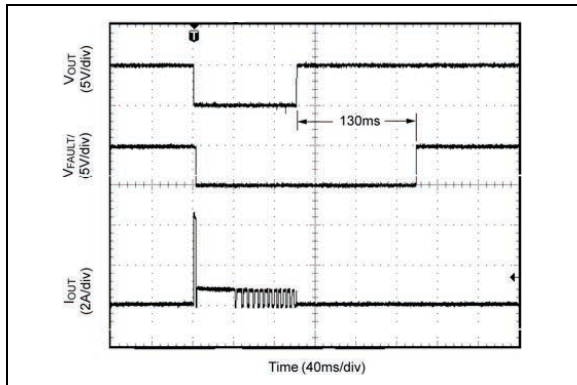 T
VOUT
(5V/div)
130ms
VFAULT/
(5V/div)
IOUT
(2A/div)
Time (40ms/div)